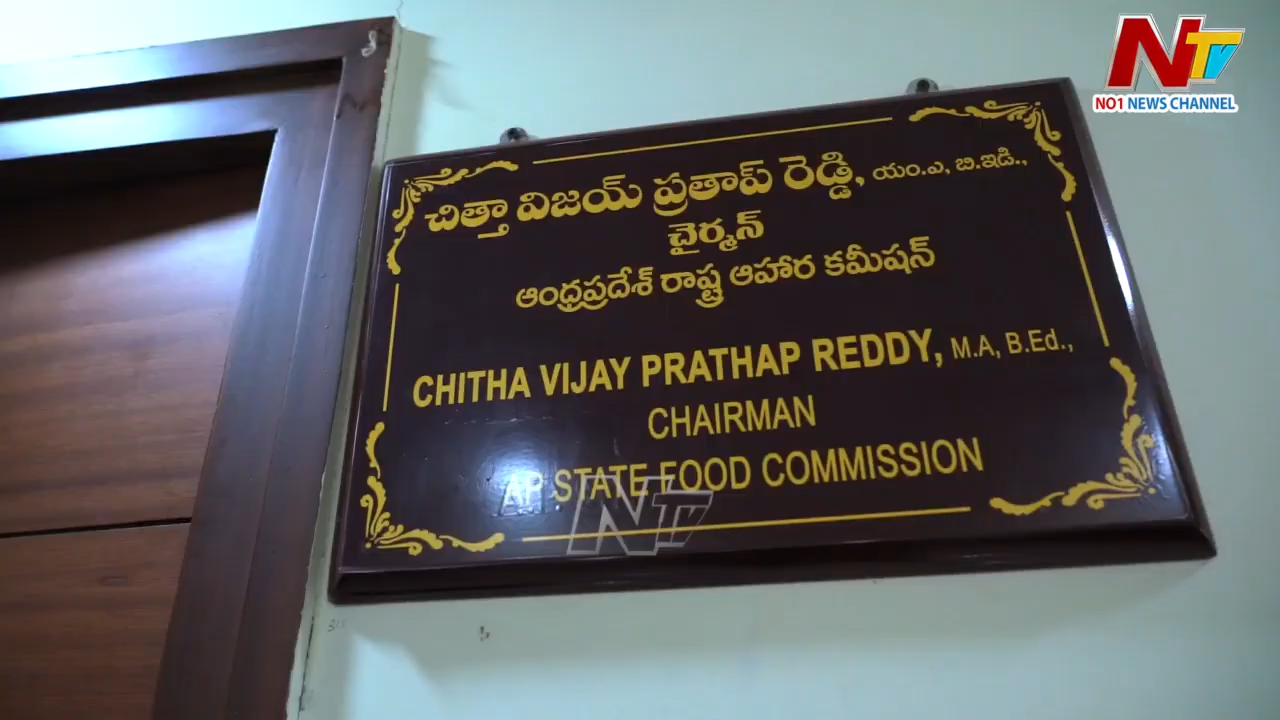 NTV
NO1 NEWS CHANNEL
చిత్తా విజయ్ ప్రతాప్ రెడ్డి, యం.ఎ, బి.ఇడి.,
చైర్మన్
ఆంధ్రప్రదేశ్ రాష్ట్ర ఆహార కమీషన్
CHITHA VIJAY PRATHAP REDDY, M.A, B.Ed.,
CHAIRMAN
AP STATE FOOD COMMISSION
NTV